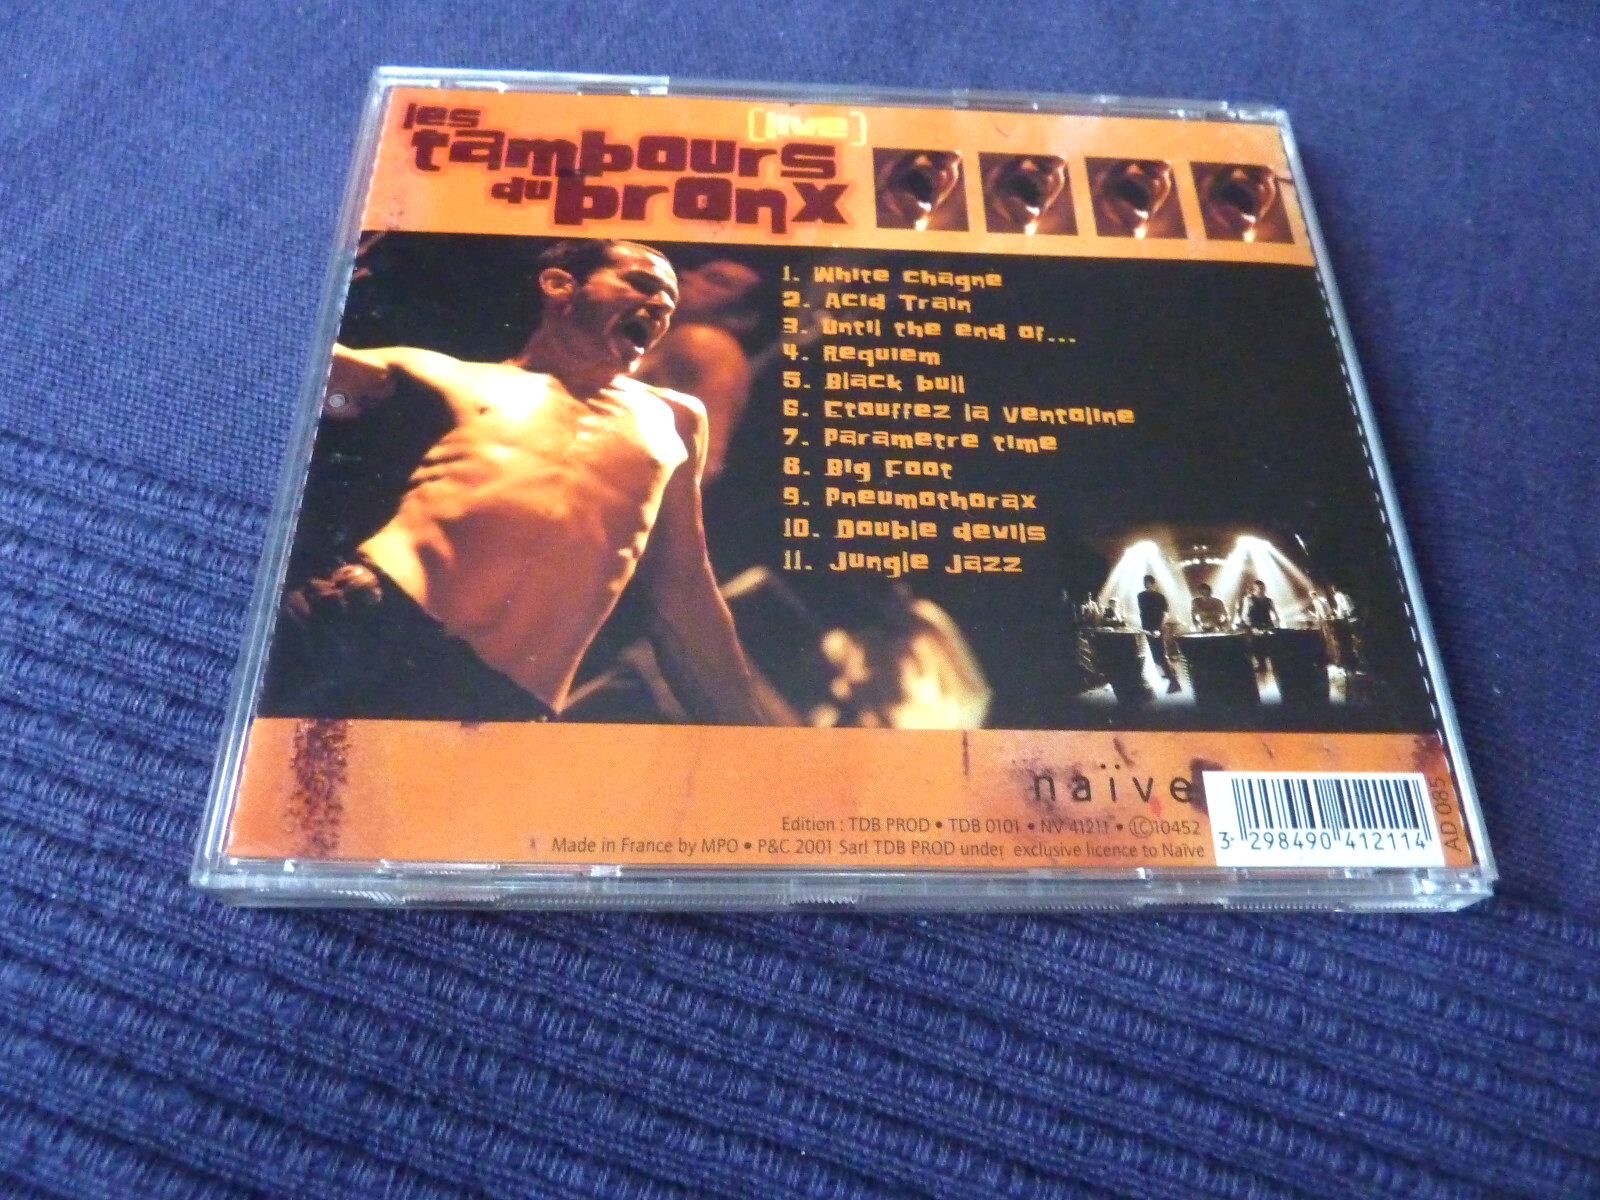 les
[live]
tambours
du bronx
1. White chagne
2. Acid Train
3. Until the end of...
4. Requiem
5. Black bull
6. Etouffez la Ventoline
7. Parametre time
8. Big Foot
9. Pneumothorax
10. Double devils
11. Jungle Jazz
naïve
Edition : TDB PROD • TDB 0101 • NV 41211 • LC 10452
Made in France by MPO • P&C 2001 Sarl TDB PROD under exclusive licence to Naïve
3 298490 412114
AD 085